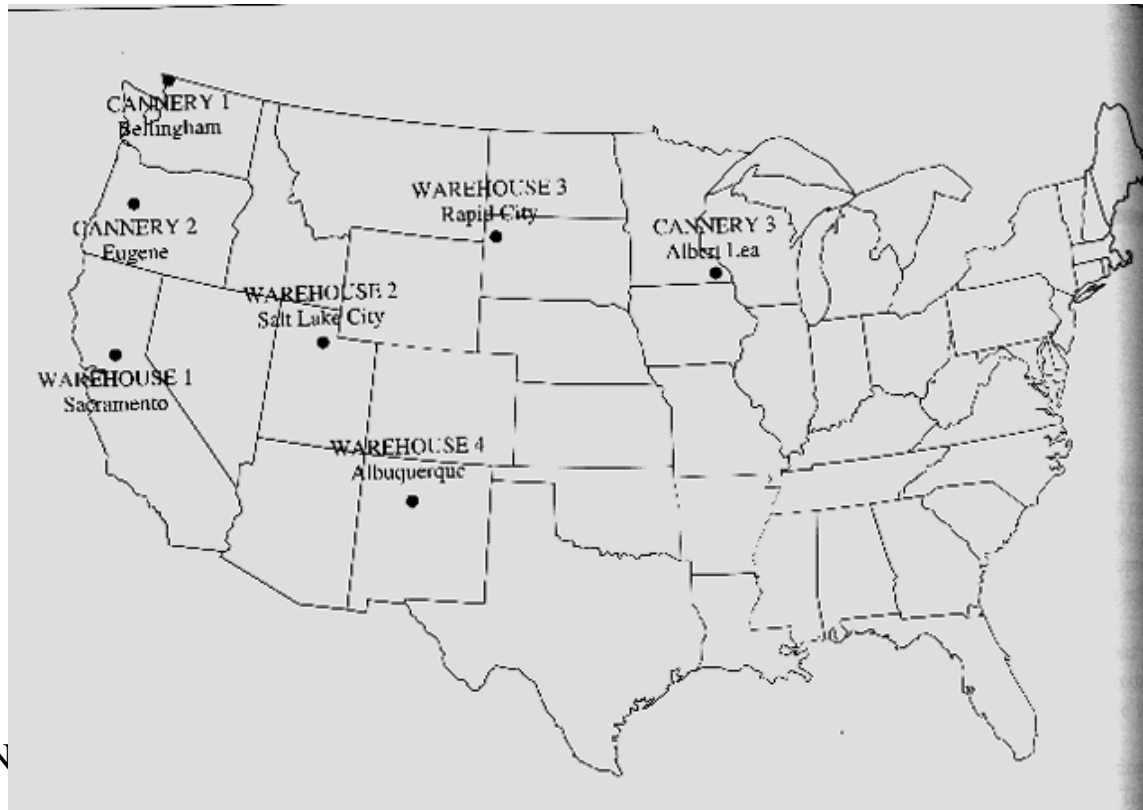 CANNERY 1
Bellingham
WAREHOUSE 3
Rapid City
CANNERY 2
Eugene
CANNERY 3
Albert Lea
WAREHOUSE 2
Salt Lake City
WAREHOUSE 1
Sacramento
WAREHOUSE 4
Albuquerque
N